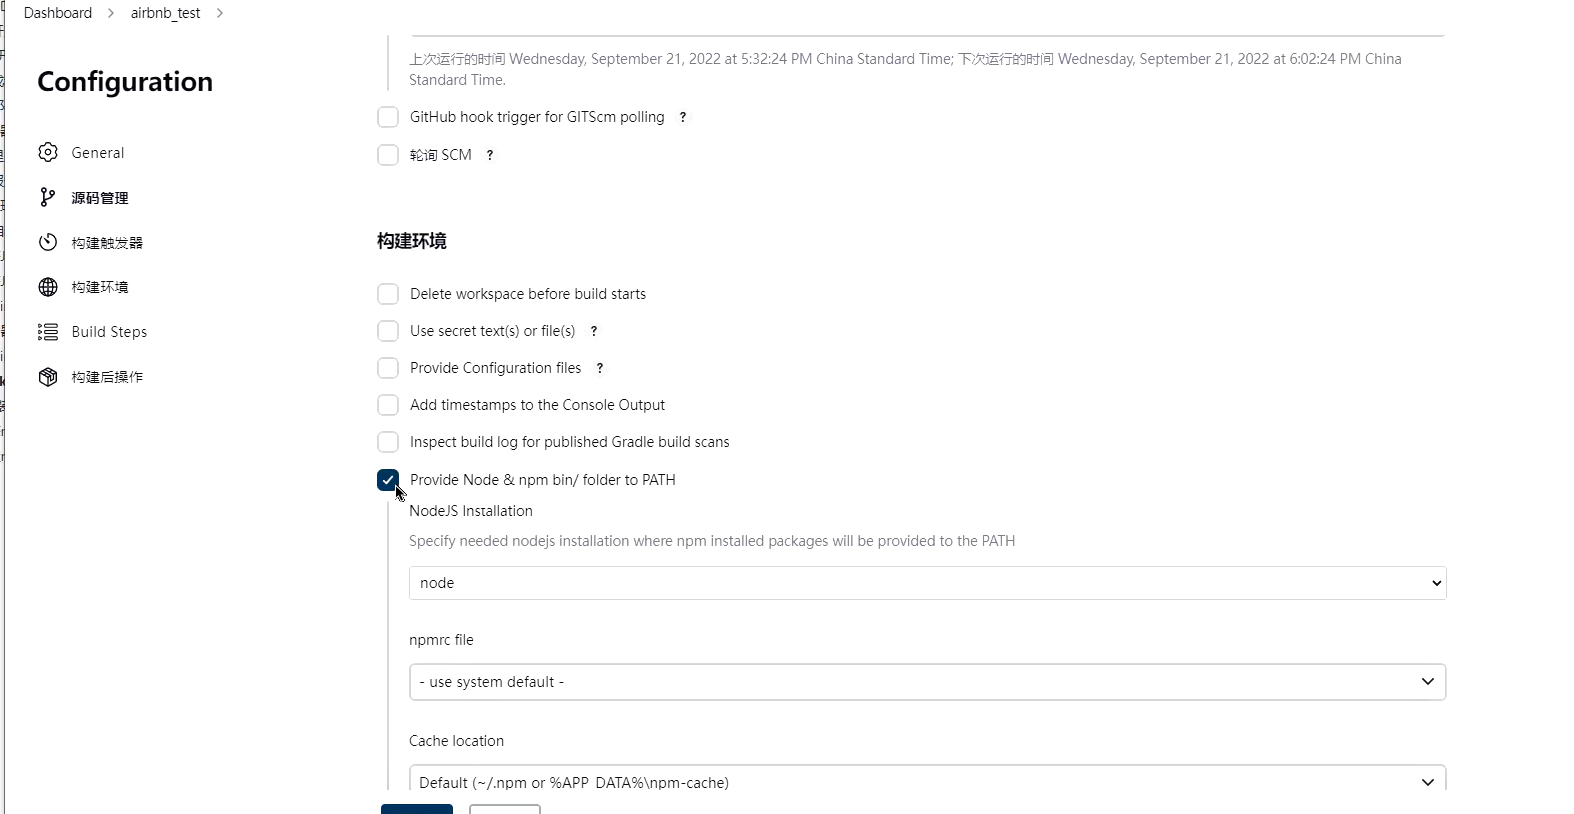 Dashboard > airbnb_test >
Configuration
General
源码管理
构建触发器
构建环境
Build Steps
构建后操作
上次运行的时间 Wednesday, September 21, 2022 at 5:32:24 PM China Standard Time; 下次运行的时间 Wednesday, September 21, 2022 at 6:02:24 PM China
Standard Time.
GitHub hook trigger for GITScm polling ?
轮询 SCM ?
构建环境
Delete workspace before build starts
Use secret text(s) or file(s) ?
Provide Configuration files ?
Add timestamps to the Console Output
Inspect build log for published Gradle build scans
Provide Node & npm bin/ folder to PATH
NodeJS Installation
Specify needed nodejs installation where npm installed packages will be provided to the PATH
node
npmrc file
- use system default -
Cache location
Default (~/.npm or %APP_DATA%\npm-cache)